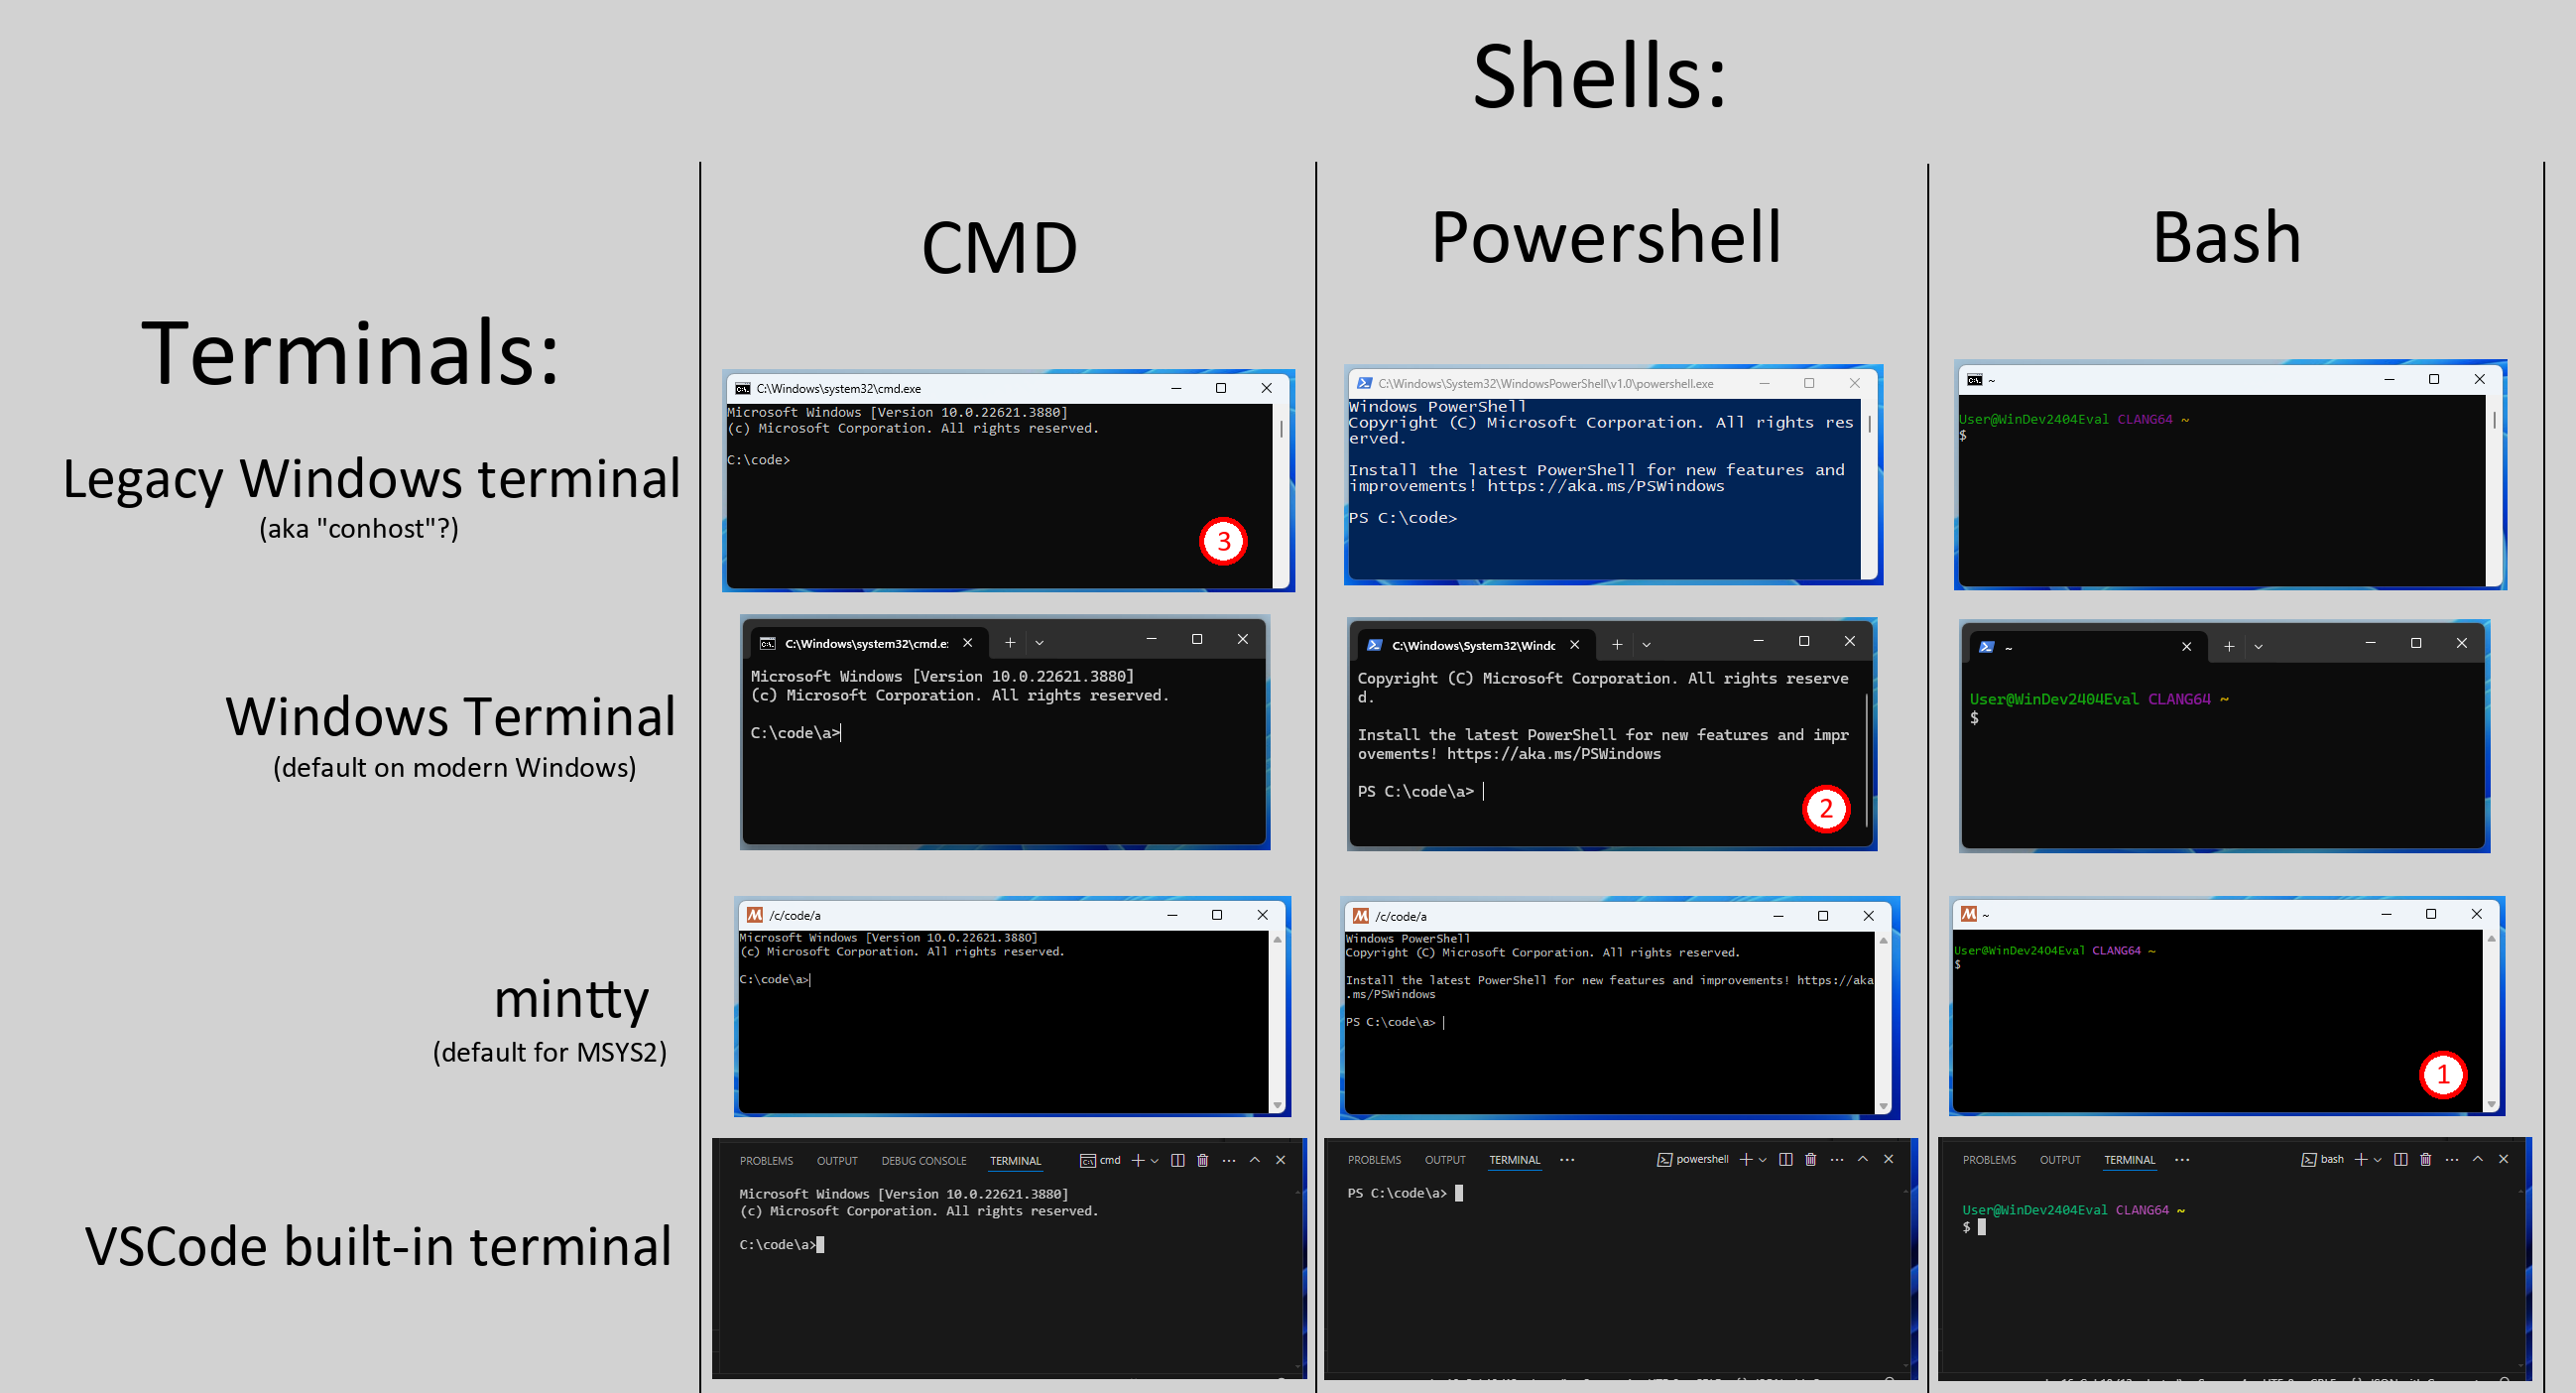 Shells:
CMD
Powershell
Bash
Terminals:
Legacy Windows terminal
(aka "conhost"?)
C:\Windows\system32\cmd.exe
Microsoft Windows [Version 10.0.22621.3880]
(c) Microsoft Corporation. All rights reserved.
C:\code>
3
C:\Windows\System32\WindowsPowerShell\v1.0\powershell.exe
Windows PowerShell
Copyright (C) Microsoft Corporation. All rights res
erved.
Install the latest PowerShell for new features and
improvements! https://aka.ms/PSWindows
PS C:\code>
~
User@WinDev2404Eval CLANG64 ~
$
Windows Terminal
(default on modern Windows)
C:\Windows\system32\cmd.e:
Microsoft Windows [Version 10.0.22621.3880]
(c) Microsoft Corporation. All rights reserved.
C:\code\a>
C:\Windows\System32\Windc
Copyright (C) Microsoft Corporation. All rights reserve
d.
Install the latest PowerShell for new features and impr
ovements! https://aka.ms/PSWindows
PS C:\code\a>
2
~
User@WinDev2404Eval CLANG64 ~
$
mintty
(default for MSYS2)
/c/code/a
Microsoft Windows [Version 10.0.22621.3880]
(c) Microsoft Corporation. All rights reserved.
C:\code\a>
/c/code/a
Windows PowerShell
Copyright (C) Microsoft Corporation. All rights reserved.
Install the latest PowerShell for new features and improvements! https://aka
.ms/PSWindows
PS C:\code\a>
~
User@WinDev2404Eval CLANG64 ~
$
1
VSCode built-in terminal
PROBLEMS OUTPUT DEBUG CONSOLE TERMINAL cmd
Microsoft Windows [Version 10.0.22621.3880]
(c) Microsoft Corporation. All rights reserved.
C:\code\a>
PROBLEMS OUTPUT TERMINAL ··· powershell
PS C:\code\a>
PROBLEMS OUTPUT TERMINAL ··· bash
User@WinDev2404Eval CLANG64 ~
$